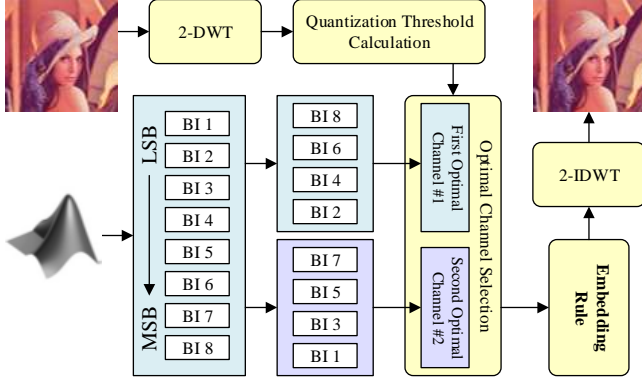 2-DWT
Quantization Threshold
Calculation
LSB
MSB
BI 1
BI 2
BI 3
BI 4
BI 5
BI 6
BI 7
BI 8
BI 8
BI 6
BI 4
BI 2
BI 7
BI 5
BI 3
BI 1
First Optimal
Channel #1
Second Optimal
Channel #2
Optimal Channel Selection
2-IDWT
Embedding
Rule